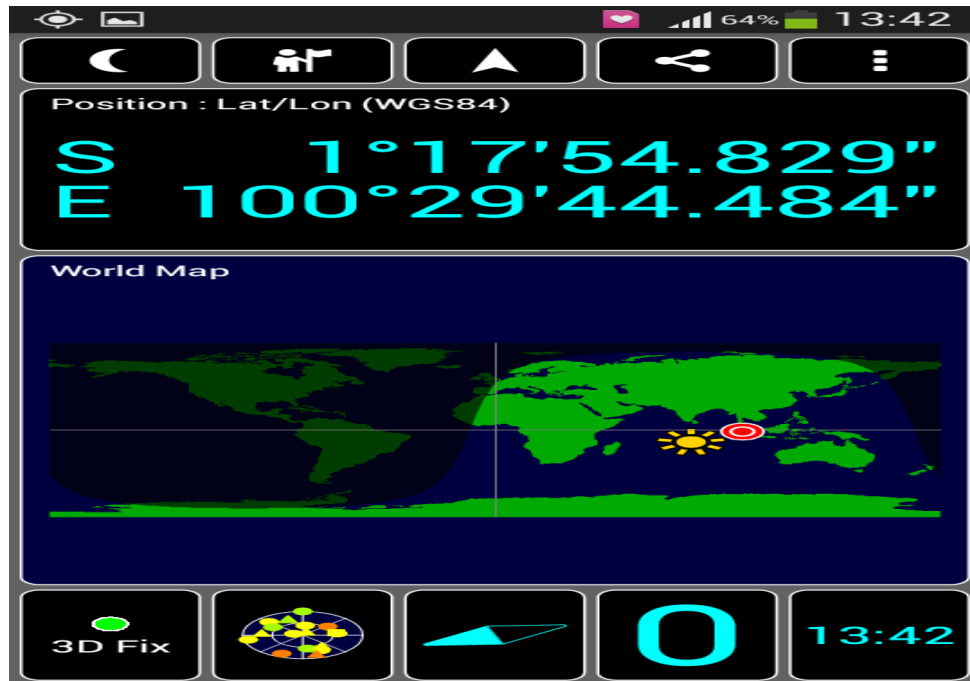 64% 13:42
Position : Lat/Lon (WGS84)
S 1°17'54.829"
E 100°29'44.484"
World Map
3D Fix 0 13:42